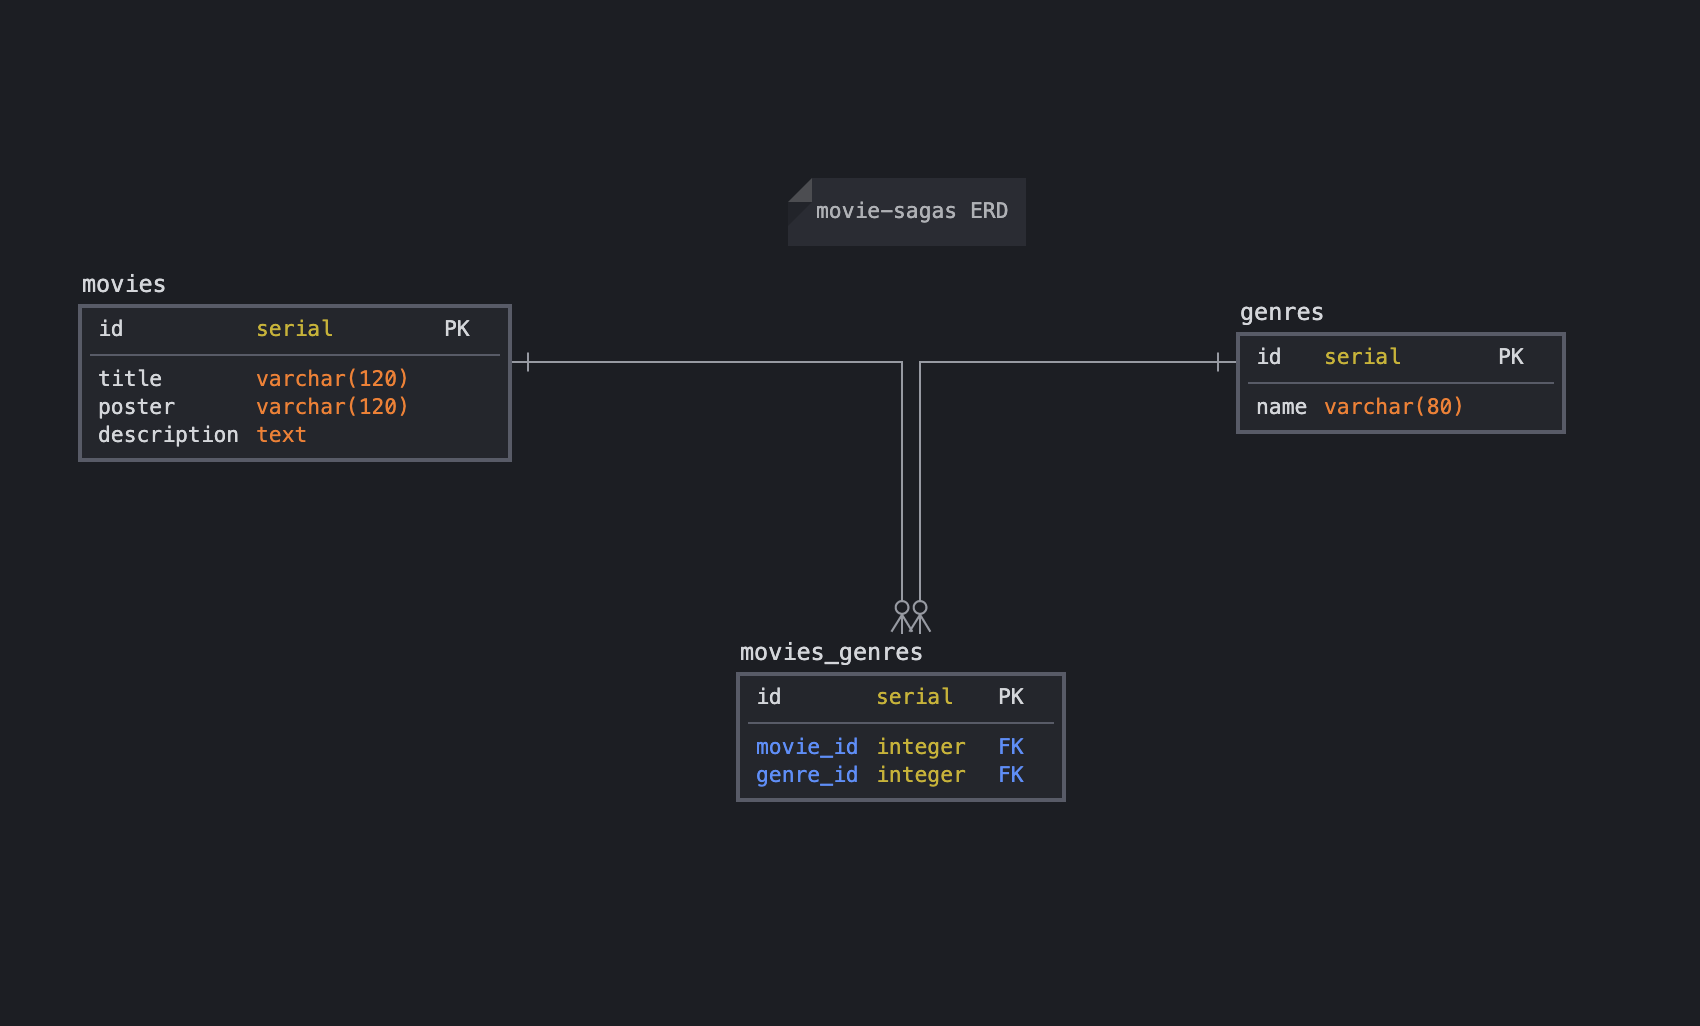 movie-sagas ERD
movies
id serial PK
title varchar(120)
poster varchar(120)
description text
genres
id serial PK
name varchar(80)
movies_genres
id serial PK
movie_id integer FK
genre_id integer FK